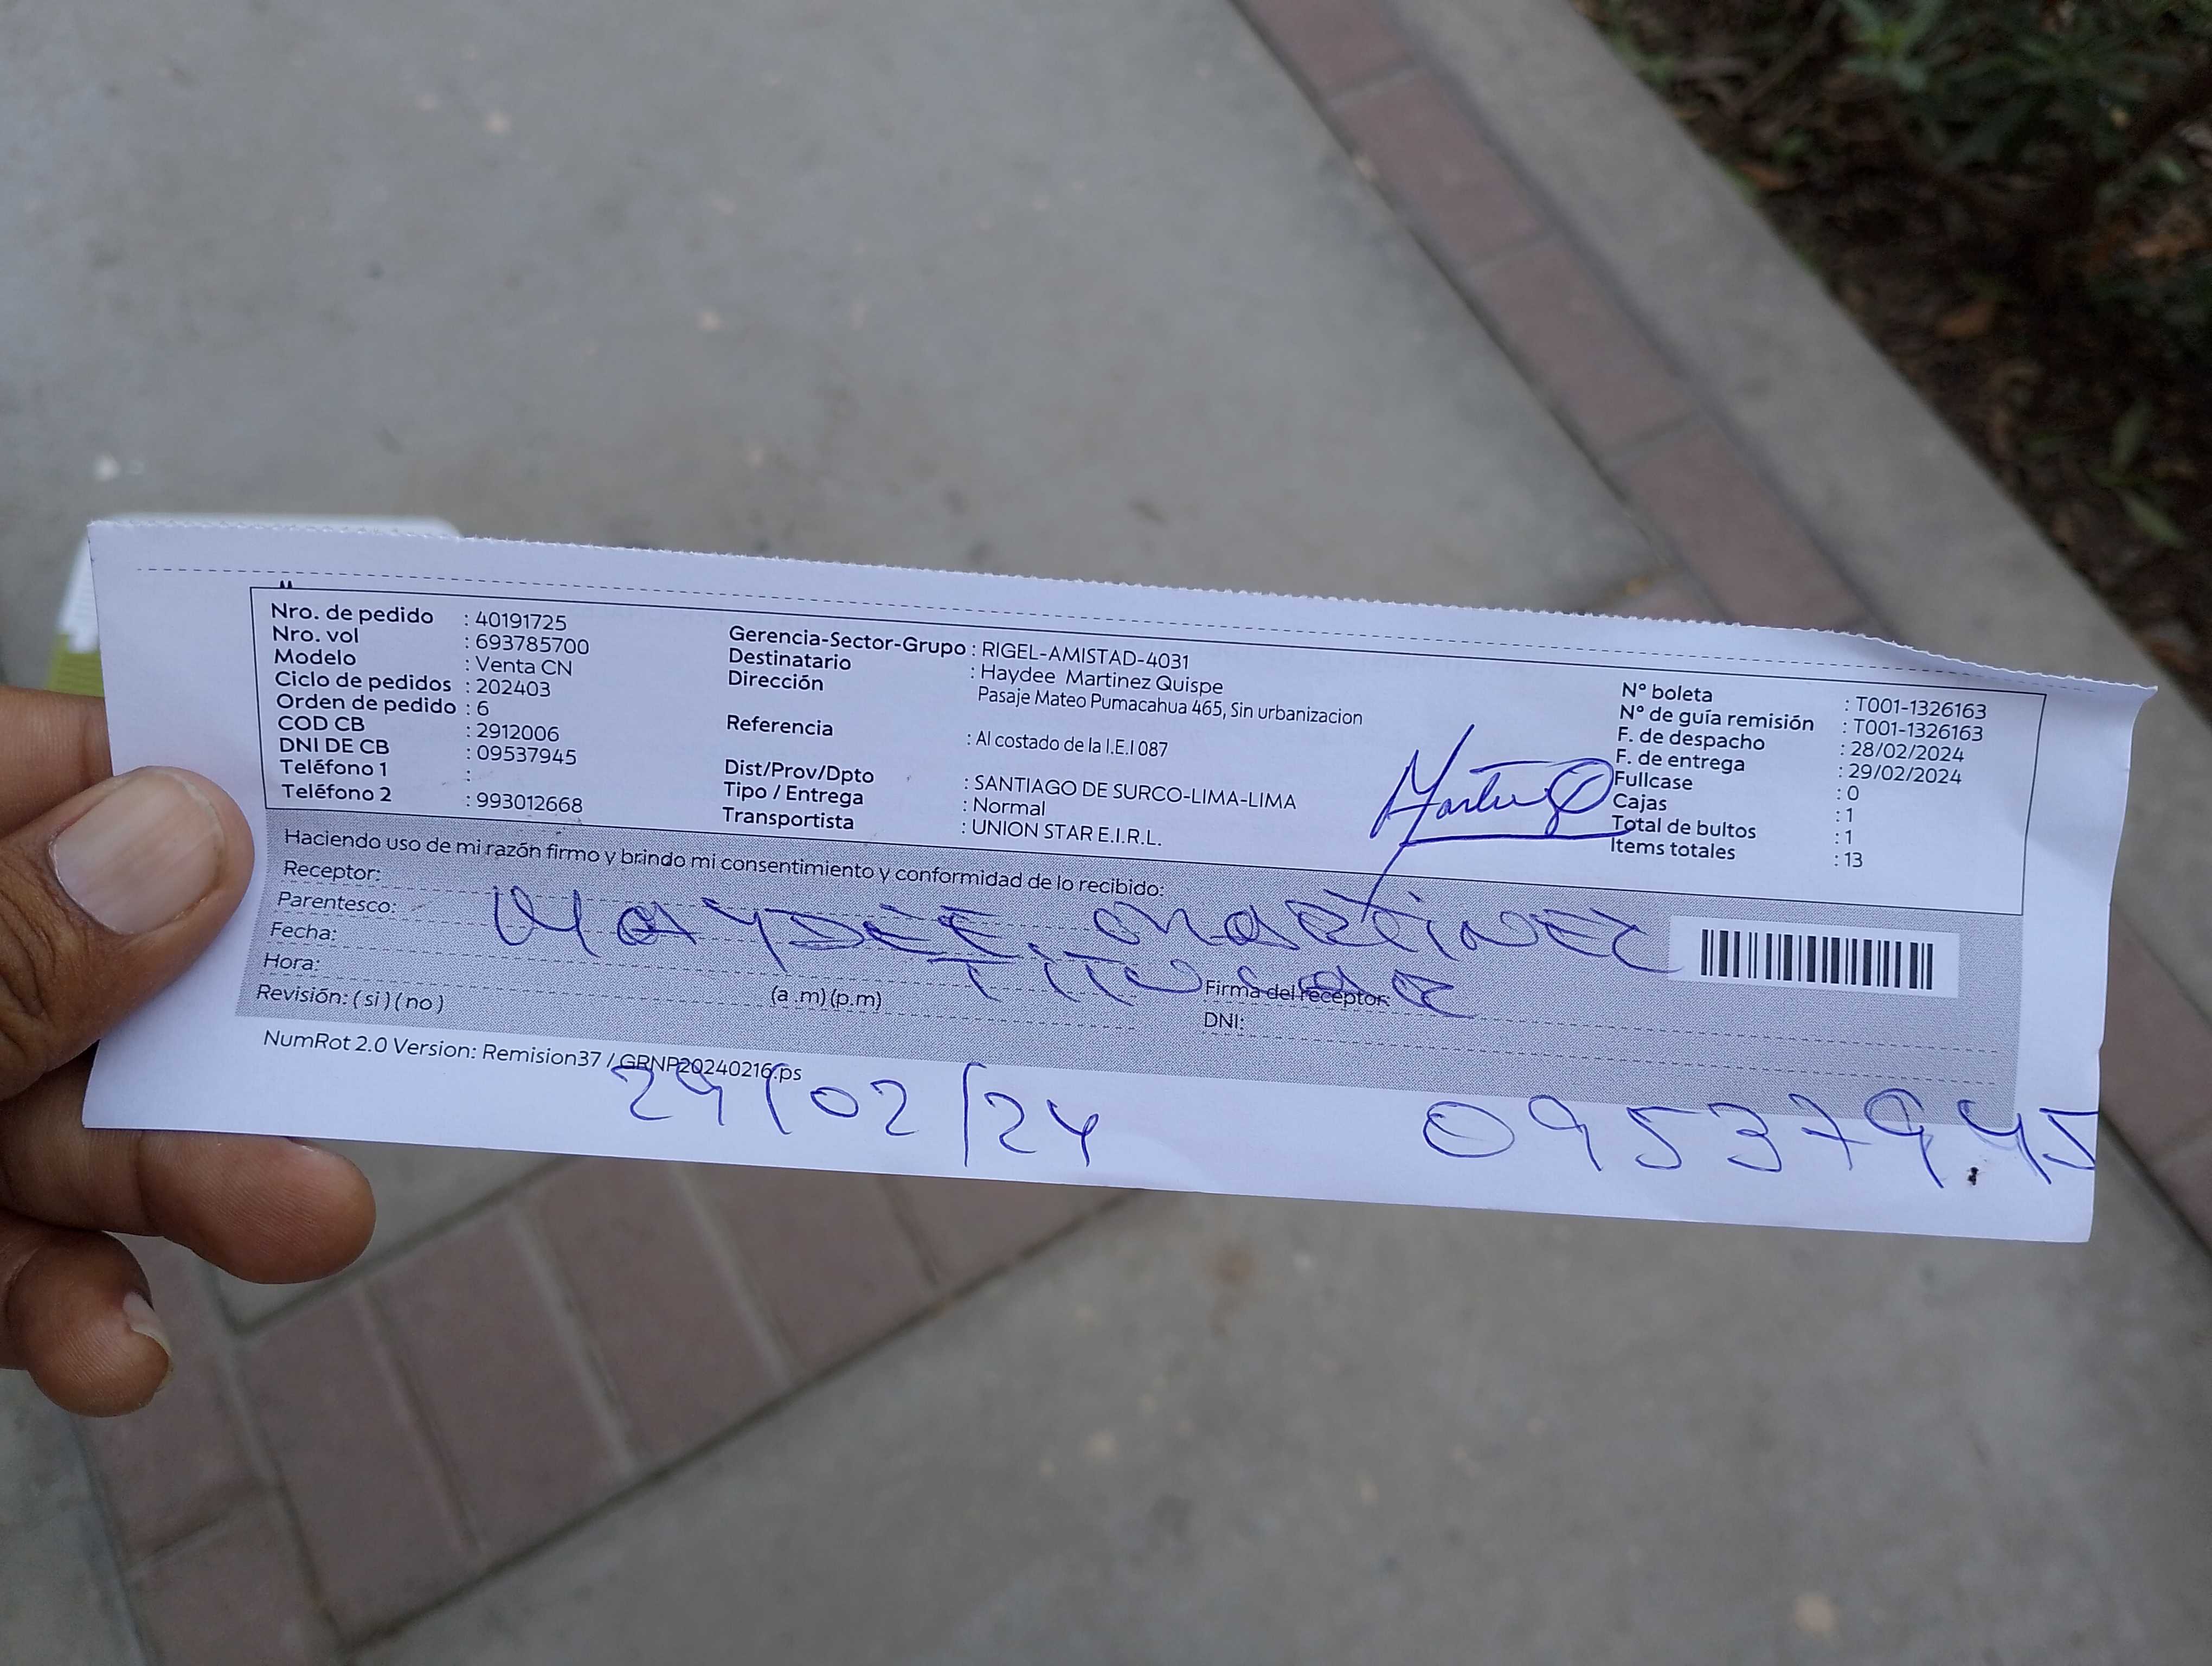 Nro. de pedido : 40191725
Nro. vol : 693785700
Modelo : Venta CN
Ciclo de pedidos : 202403
Orden de pedido : 6
COD CB : 2912006
DNI DE CB : 09537945
Teléfono 1 :
Teléfono 2 : 993012668
Gerencia-Sector-Grupo : RIGEL-AMISTAD-4031
Destinatario : Haydee Martinez Quispe
Dirección Pasaje Mateo Pumacahua 465, Sin urbanizacion
Referencia : Al costado de la I.E.I 087
Dist/Prov/Dpto : SANTIAGO DE SURCO-LIMA-LIMA
Tipo / Entrega : Normal
Transportista : UNION STAR E.I.R.L.
N° boleta : T001-1326163
N° de guía remisión : T001-1326163
F. de despacho : 28/02/2024
F. de entrega : 29/02/2024
Fullcase : 0
Cajas : 1
Total de bultos : 1
Items totales : 13
Haciendo uso de mi razón firmo y brindo mi consentimiento y conformidad de lo recibido:
Receptor: HAYDEE MARTINEZ
Parentesco: TITULAR
Fecha:
Hora: (a .m) (p.m)
Revisión: ( si ) ( no )
Firma del receptor:
DNI:
NumRot 2.0 Version: Remision37 / GRNP20240216.ps
29/02/24 09537945